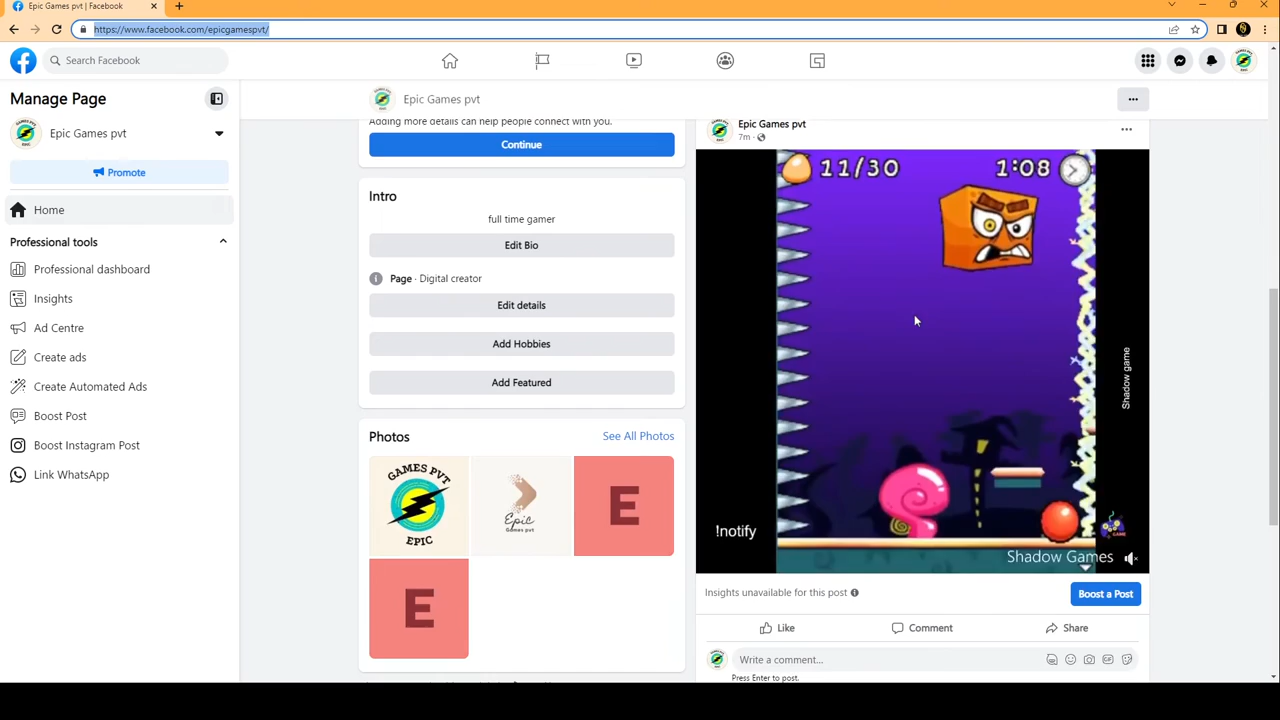 Epic Games pvt | Facebook
https://www.facebook.com/epicgamespvt/
Search Facebook
Manage Page
Epic Games pvt
Promote
Home
Professional tools
Professional dashboard
Insights
Ad Centre
Create ads
Create Automated Ads
Boost Post
Boost Instagram Post
Link WhatsApp
Epic Games pvt
Adding more details can help people connect with you.
Continue
Intro
full time gamer
Edit Bio
Page · Digital creator
Edit details
Add Hobbies
Add Featured
Photos
See All Photos
GAMES PVT
EPIC
Epic
Games pvt
E
E
Epic Games pvt
7m ·
11/30
1:08
Shadow game
!notify
Shadow Games
Insights unavailable for this post
Boost a Post
Like
Comment
Share
Write a comment...
Press Enter to post.